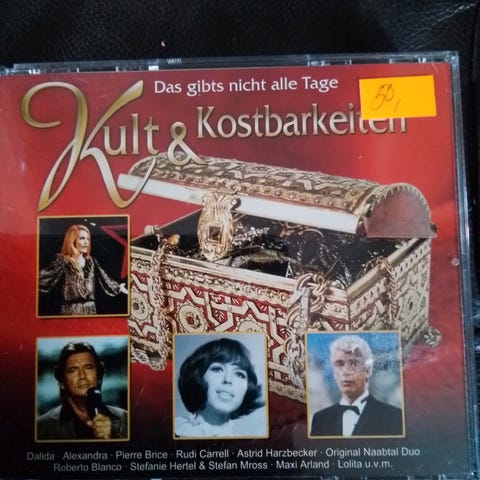 Das gibts nicht alle Tage
Kult & Kostbarkeiten
Dalida · Alexandra · Pierre Brice · Rudi Carrell · Astrid Harzbecker · Original Naabtal Duo
Roberto Blanco · Stefanie Hertel & Stefan Mross · Maxi Arland · Lolita u.v.m.